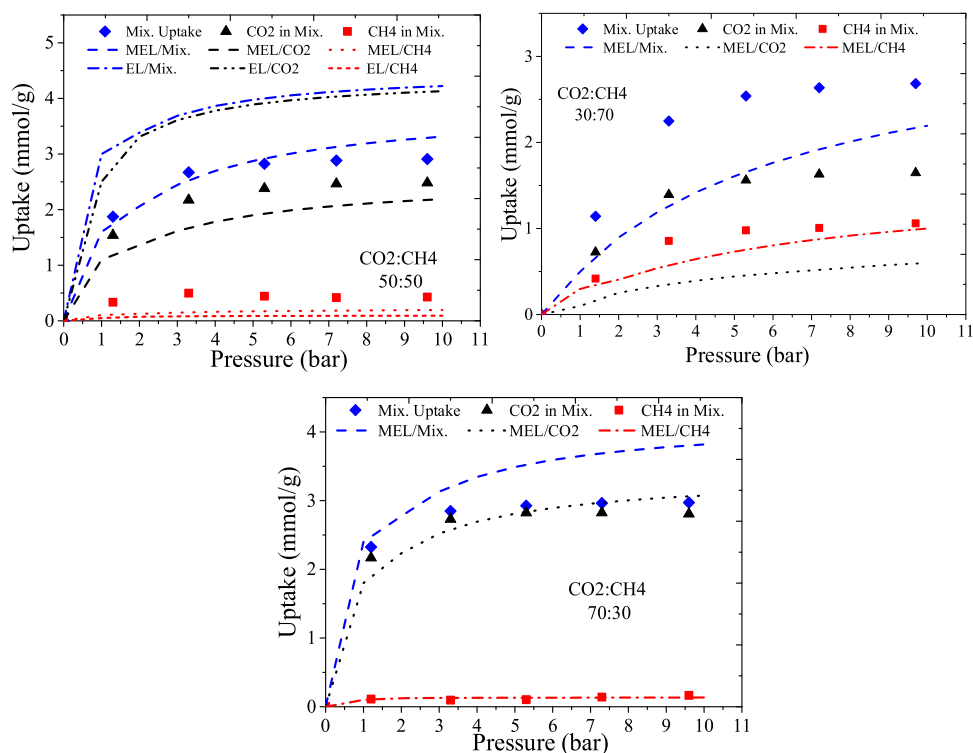 Mix. Uptake CO2 in Mix. CH4 in Mix.
MEL/Mix. MEL/CO2 MEL/CH4
EL/Mix. EL/CO2 EL/CH4
5
4
3
2
1
0
Uptake (mmol/g)
CO2:CH4
50:50
0 1 2 3 4 5 6 7 8 9 10 11
Pressure (bar)
Mix. Uptake CO2 in Mix. CH4 in Mix.
MEL/Mix. MEL/CO2 MEL/CH4
3
2
1
0
Uptake (mmol/g)
CO2:CH4
30:70
0 1 2 3 4 5 6 7 8 9 10 11
Pressure (bar)
Mix. Uptake CO2 in Mix. CH4 in Mix.
MEL/Mix. MEL/CO2 MEL/CH4
4
3
2
1
0
Uptake (mmol/g)
CO2:CH4
70:30
0 1 2 3 4 5 6 7 8 9 10 11
Pressure (bar)